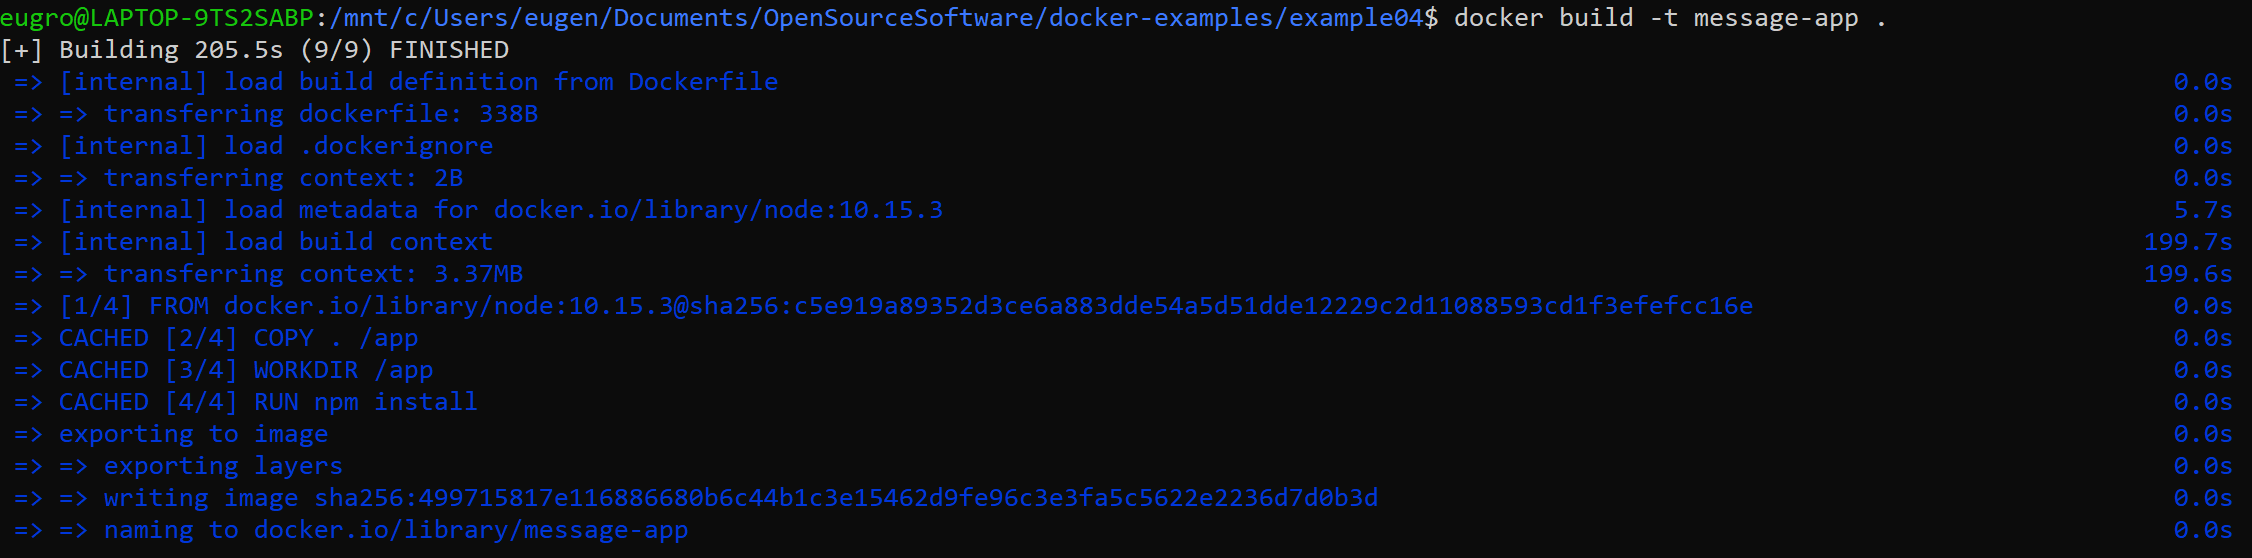 eugro@LAPTOP-9TS2SABP:/mnt/c/Users/eugen/Documents/OpenSourceSoftware/docker-examples/example04$ docker build -t message-app .
[+] Building 205.5s (9/9) FINISHED
=> [internal] load build definition from Dockerfile 0.0s
=> => transferring dockerfile: 338B 0.0s
=> [internal] load .dockerignore 0.0s
=> => transferring context: 2B 0.0s
=> [internal] load metadata for docker.io/library/node:10.15.3 5.7s
=> [internal] load build context 199.7s
=> => transferring context: 3.37MB 199.6s
=> [1/4] FROM docker.io/library/node:10.15.3@sha256:c5e919a89352d3ce6a883dde54a5d51dde12229c2d11088593cd1f3efefcc16e 0.0s
=> CACHED [2/4] COPY . /app 0.0s
=> CACHED [3/4] WORKDIR /app 0.0s
=> CACHED [4/4] RUN npm install 0.0s
=> exporting to image 0.0s
=> => exporting layers 0.0s
=> => writing image sha256:499715817e116886680b6c44b1c3e15462d9fe96c3e3fa5c5622e2236d7d0b3d 0.0s
=> => naming to docker.io/library/message-app 0.0s